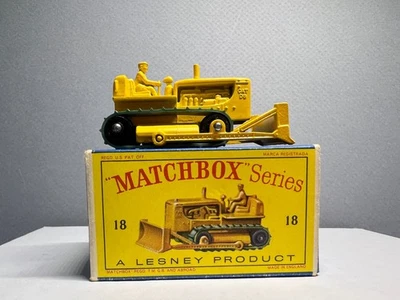 CAT
D8
REGD. U.S. PAT. OFF.
MARCA REGISTRADA
"MATCHBOX" Series
18
18
A LESNEY PRODUCT
MADE IN ENGLAND